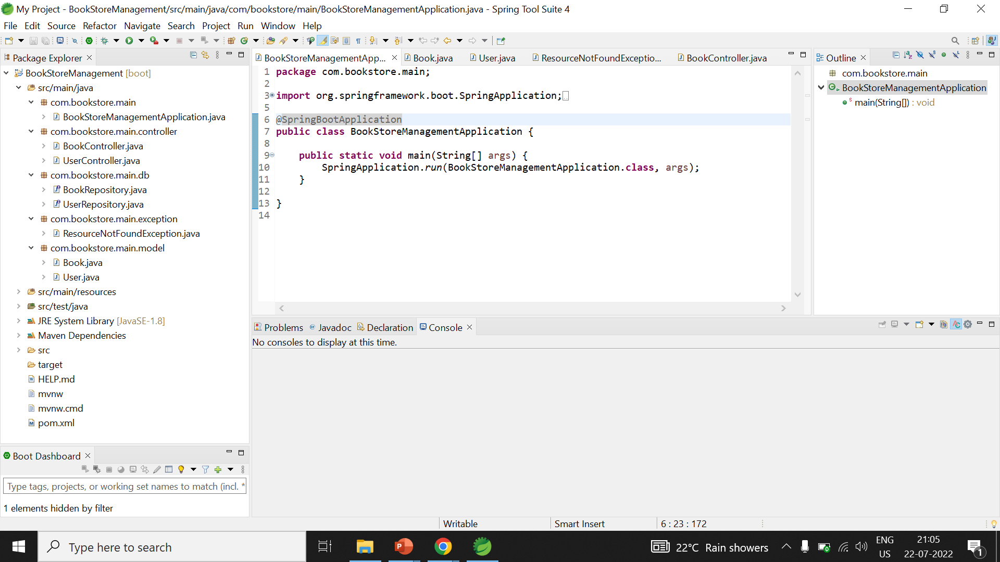 My Project - BookStoreManagement/src/main/java/com/bookstore/main/BookStoreManagementApplication.java - Spring Tool Suite 4
File Edit Source Refactor Navigate Search Project Run Window Help
Package Explorer
BookStoreManagement [boot]
src/main/java
com.bookstore.main
BookStoreManagementApplication.java
com.bookstore.main.controller
BookController.java
UserController.java
com.bookstore.main.db
BookRepository.java
UserRepository.java
com.bookstore.main.exception
ResourceNotFoundException.java
com.bookstore.main.model
Book.java
User.java
src/main/resources
src/test/java
JRE System Library [JavaSE-1.8]
Maven Dependencies
src
target
HELP.md
mvnw
mvnw.cmd
pom.xml
Boot Dashboard
Type tags, projects, or working set names to match (incl. *
1 elements hidden by filter
BookStoreManagementApp... Book.java User.java ResourceNotFoundExceptio... BookController.java
1 package com.bookstore.main;
2
3 import org.springframework.boot.SpringApplication;
5
6 @SpringBootApplication
7 public class BookStoreManagementApplication {
8
9 public static void main(String[] args) {
10 SpringApplication.run(BookStoreManagementApplication.class, args);
11 }
12
13 }
14
Outline
com.bookstore.main
BookStoreManagementApplication
main(String[]) : void
Problems @ Javadoc Declaration Console
No consoles to display at this time.
Writable Smart Insert 6 : 23 : 172
Type here to search
22°C Rain showers
ENG
US
21:05
22-07-2022
1